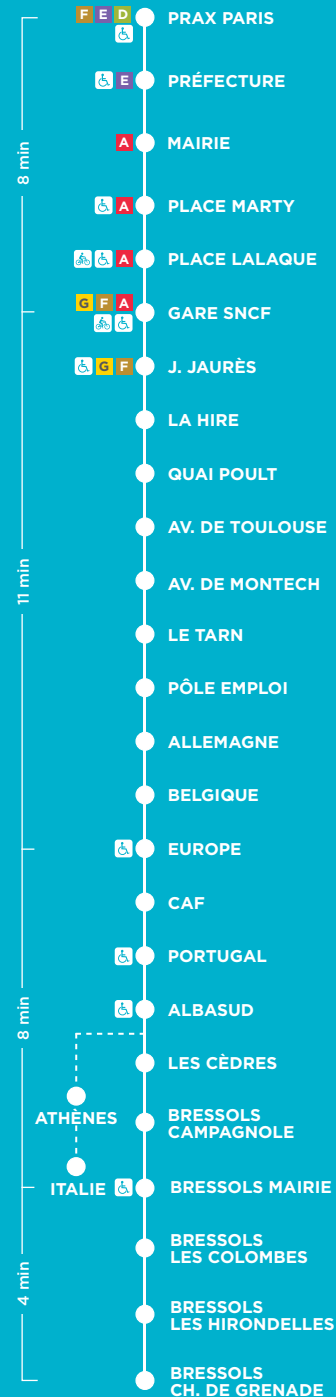 F E D
PRAX PARIS
E
PRÉFECTURE
A
MAIRIE
8 min
A
PLACE MARTY
A
PLACE LALAQUE
G F A
GARE SNCF
G F
J. JAURÈS
LA HIRE
QUAI POULT
AV. DE TOULOUSE
11 min
AV. DE MONTECH
LE TARN
PÔLE EMPLOI
ALLEMAGNE
BELGIQUE
EUROPE
CAF
PORTUGAL
8 min
ALBASUD
LES CÈDRES
ATHÈNES
BRESSOLS
CAMPAGNOLE
ITALIE
BRESSOLS MAIRIE
BRESSOLS
LES COLOMBES
4 min
BRESSOLS
LES HIRONDELLES
BRESSOLS
CH. DE GRENADE